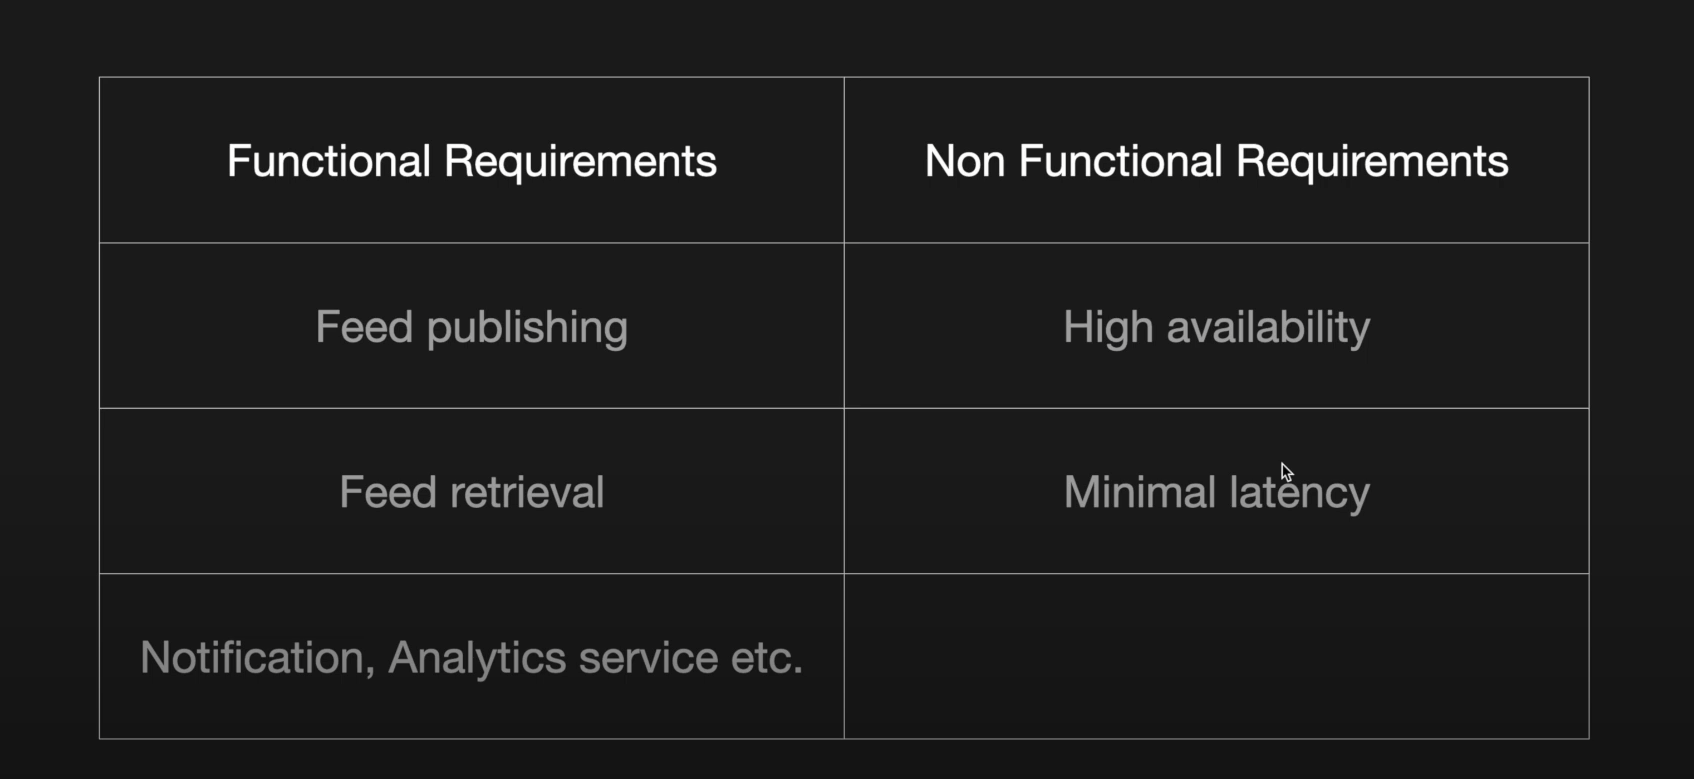 Functional Requirements
Non Functional Requirements
Feed publishing
High availability
Feed retrieval
Minimal latency
Notification, Analytics service etc.